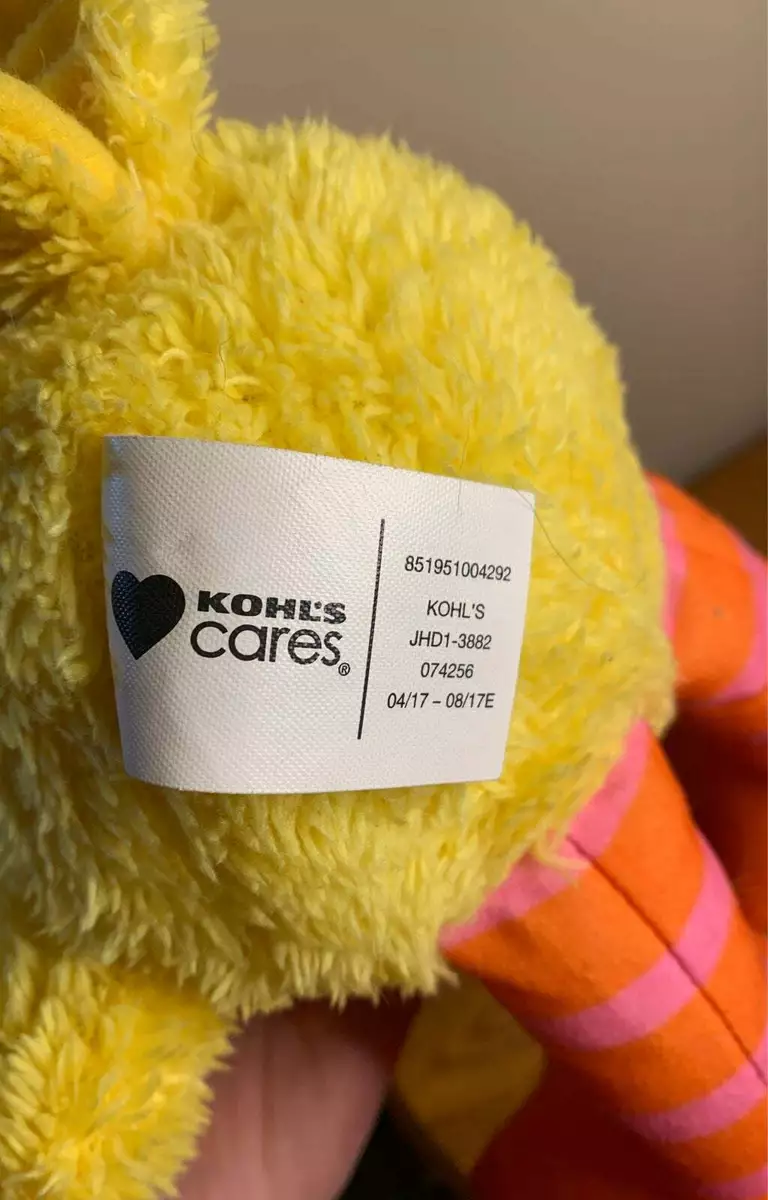 KOHL'S
cares®
851951004292
KOHL'S
JHD1-3882
074256
04/17 – 08/17E